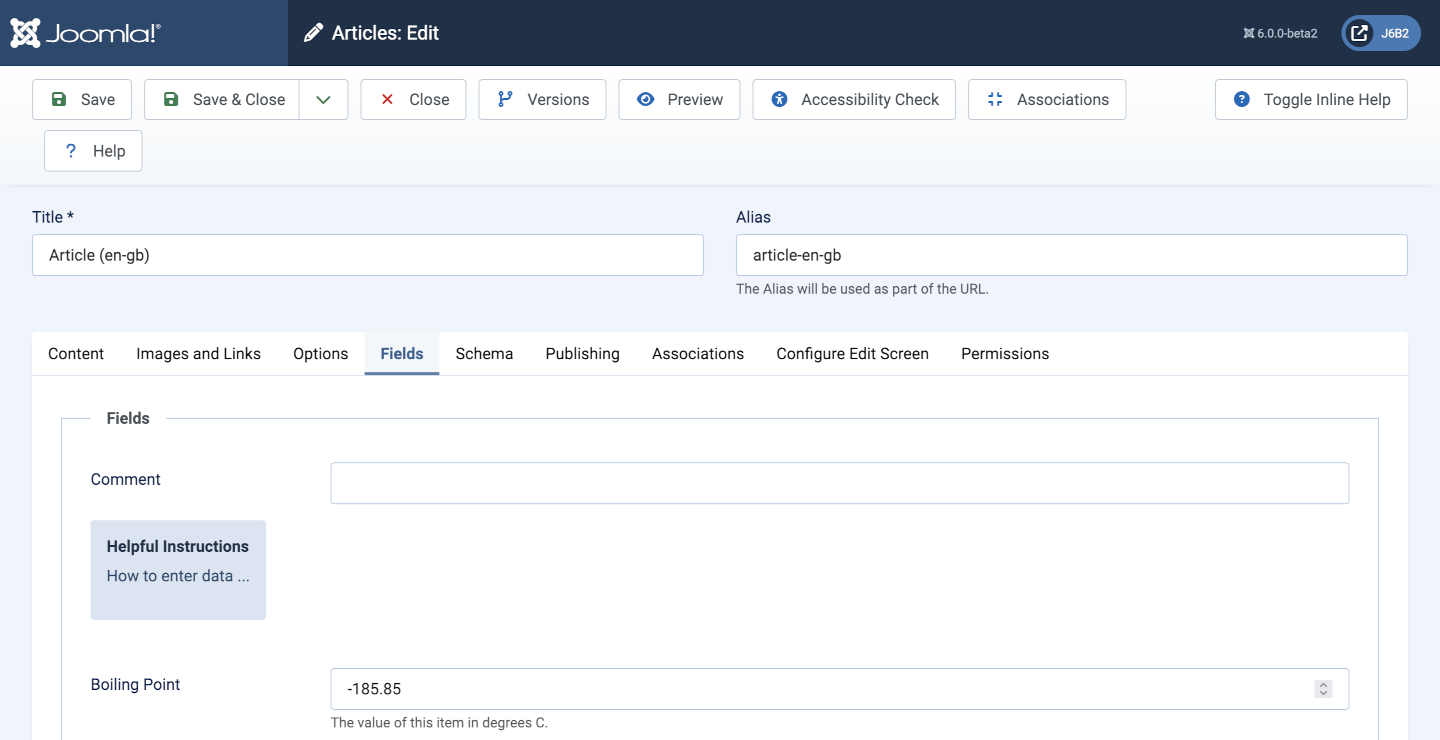 Joomla!®
Articles: Edit
6.0.0-beta2
J6B2
Save
Save & Close
Close
Versions
Preview
Accessibility Check
Associations
Toggle Inline Help
Help
Title *
Alias
Article (en-gb)
article-en-gb
The Alias will be used as part of the URL.
Content
Images and Links
Options
Fields
Schema
Publishing
Associations
Configure Edit Screen
Permissions
Fields
Comment
Helpful Instructions
How to enter data ...
Boiling Point
-185.85
The value of this item in degrees C.